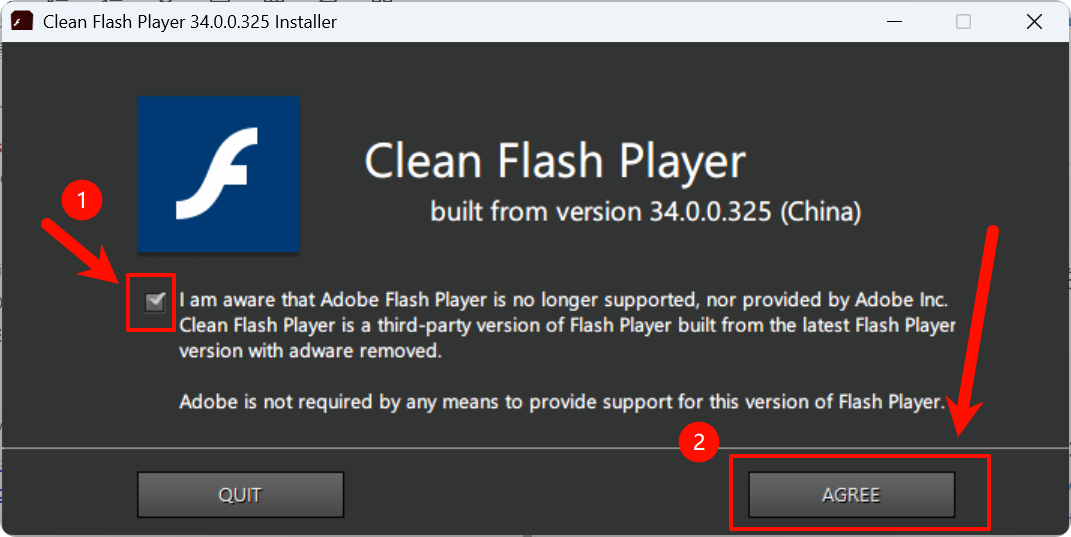 Clean Flash Player 34.0.0.325 Installer
Clean Flash Player
built from version 34.0.0.325 (China)
1
I am aware that Adobe Flash Player is no longer supported, nor provided by Adobe Inc.
Clean Flash Player is a third-party version of Flash Player built from the latest Flash Player
version with adware removed.
Adobe is not required by any means to provide support for this version of Flash Player.
2
QUIT
AGREE